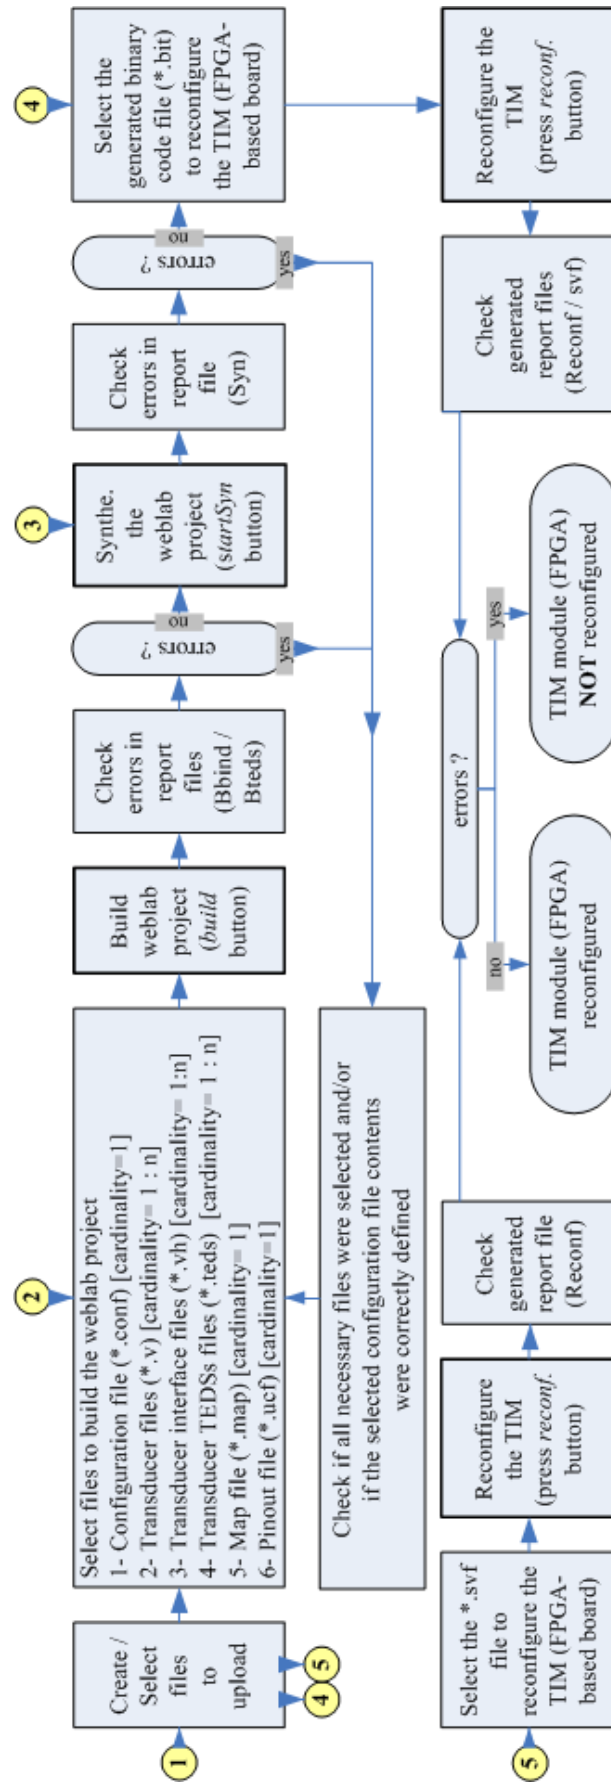 1
Create /
Select
files
to
upload
4
5
2
Select files to build the weblab project
1- Configuration file (*.conf) [cardinality=1]
2- Transducer files (*.v) [cardinality= 1 : n]
3- Transducer interface files (*.vh) [cardinality= 1:n]
4- Transducer TEDSs files (*.teds) [cardinality= 1 : n]
5- Map file (*.map) [cardinality= 1]
6- Pinout file (*.ucf) [cardinality=1]
Build
weblab
project
(build
button)
Check
errors in
report
files
(Bbind /
Bteds)
errors ?
no
yes
3
Synthe.
the
weblab
project
(startSyn
button)
Check
errors in
report
file
(Syn)
errors ?
no
yes
4
Select the
generated binary
code file (*.bit)
to reconfigure
the TIM (FPGA-
based board)
Check if all necessary files were selected and/or
if the selected configuration file contents
were correctly defined
5
Select the *.svf
file to
reconfigure the
TIM (FPGA-
based board)
Reconfigure
the TIM
(press reconf.
button)
Check
generated
report file
(Reconf)
errors ?
no
yes
TIM module (FPGA)
reconfigured
TIM module (FPGA)
NOT reconfigured
Check
generated
report files
(Reconf / svf)
Reconfigure the
TIM
(press reconf.
button)